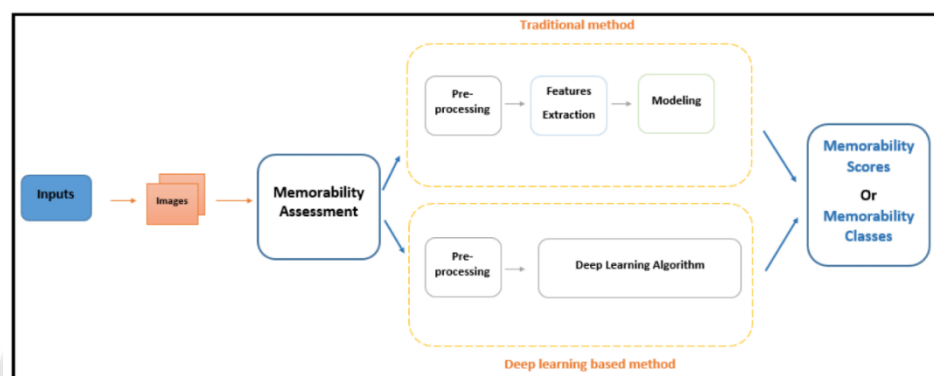 Traditional method
Pre-
processing
Features
Extraction
Modeling
Inputs
Images
Memorability
Assessment
Memorability
Scores
Or
Memorability
Classes
Pre-
processing
Deep Learning Algorithm
Deep learning based method